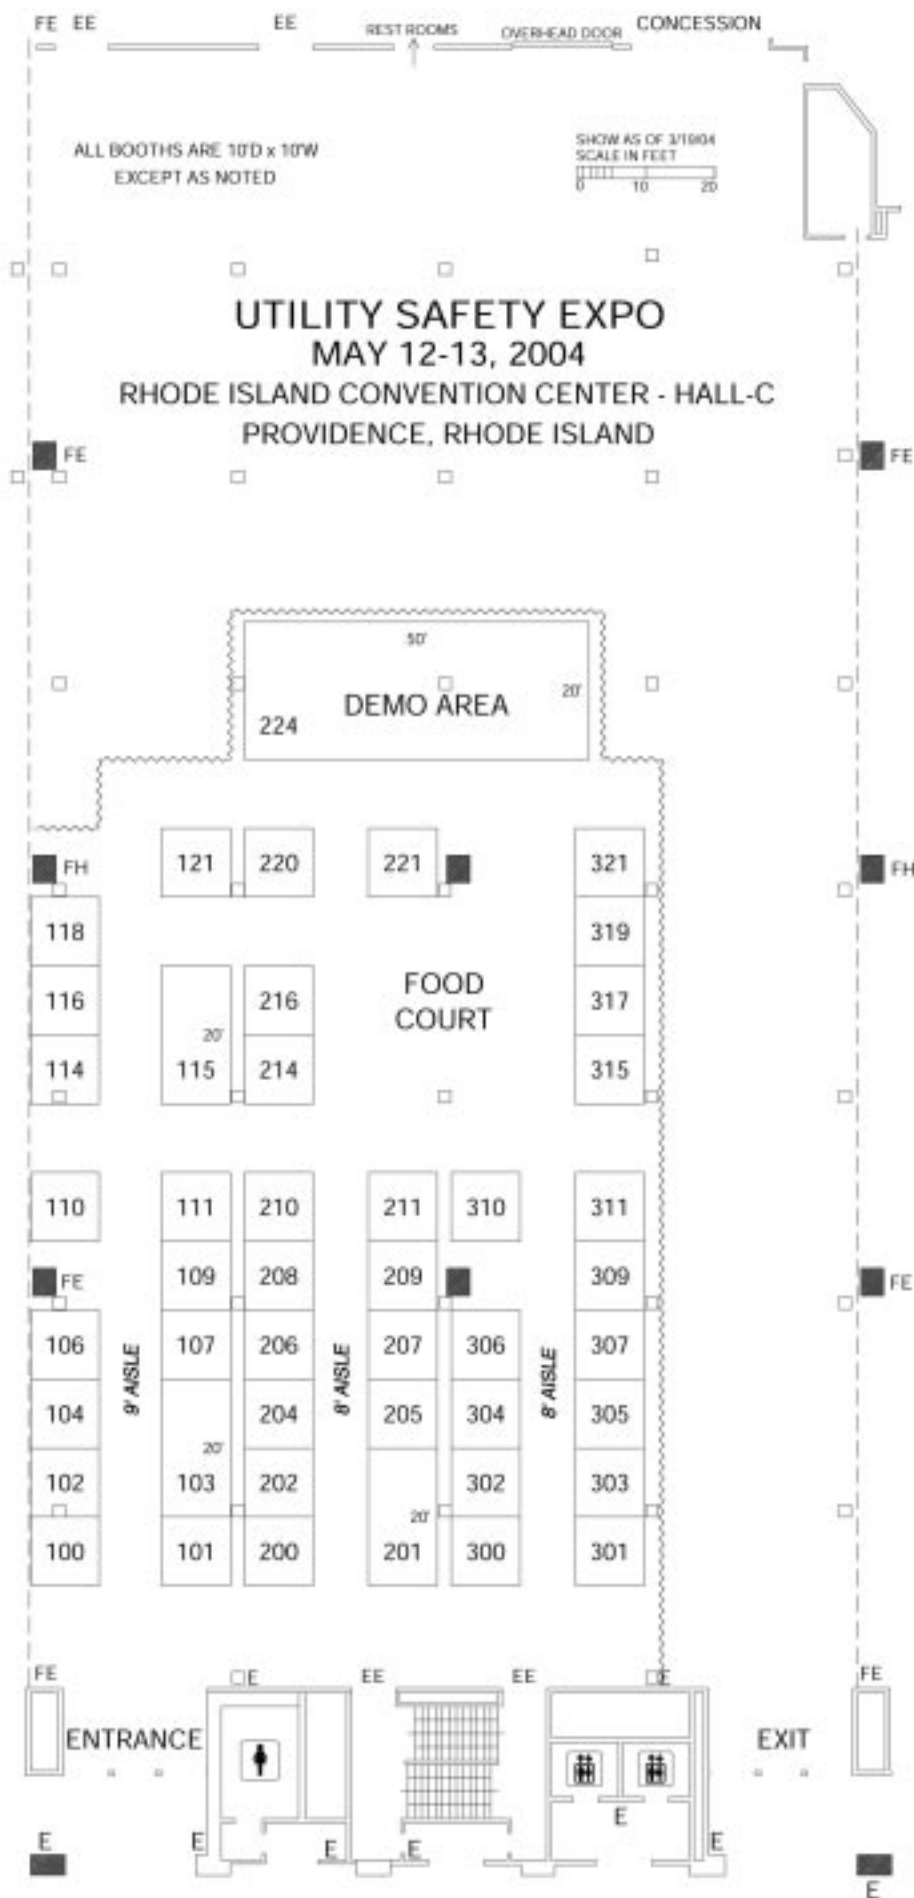 FE EE EE REST ROOMS OVERHEAD DOOR CONCESSION
ALL BOOTHS ARE 10'D x 10'W
EXCEPT AS NOTED
SHOW AS OF 3/19/04
SCALE IN FEET
0 10 20
UTILITY SAFETY EXPO
MAY 12-13, 2004
RHODE ISLAND CONVENTION CENTER - HALL-C
PROVIDENCE, RHODE ISLAND
FE FE
50'
20'
DEMO AREA
224
121 220 221 321
FH FH
118 319
116 216 FOOD 317
COURT
20'
114 115 214 315
110 111 210 211 310 311
FE 109 208 209 309 FE
106 107 206 207 306 307
9' AISLE 8' AISLE 8' AISLE
104 204 205 304 305
20'
102 103 202 302 303
20'
100 101 200 201 300 301
FE E EE EE E FE
ENTRANCE EXIT
E
E E E E E
E